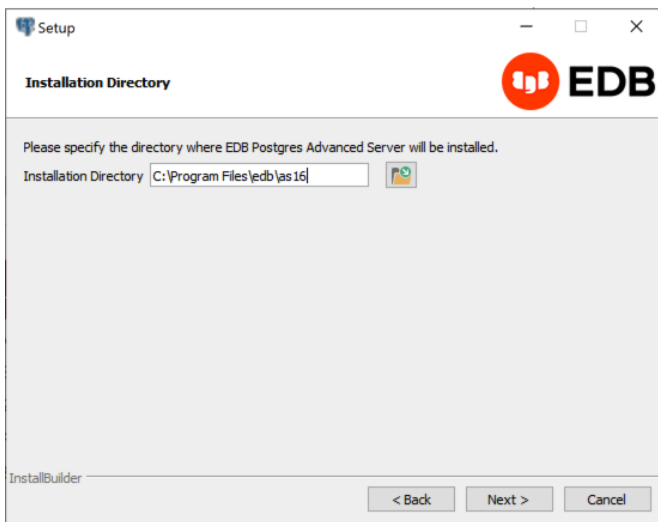 Setup
Installation Directory
EDB
Please specify the directory where EDB Postgres Advanced Server will be installed.
Installation Directory C:\Program Files\edb\as16
InstallBuilder
< Back Next > Cancel